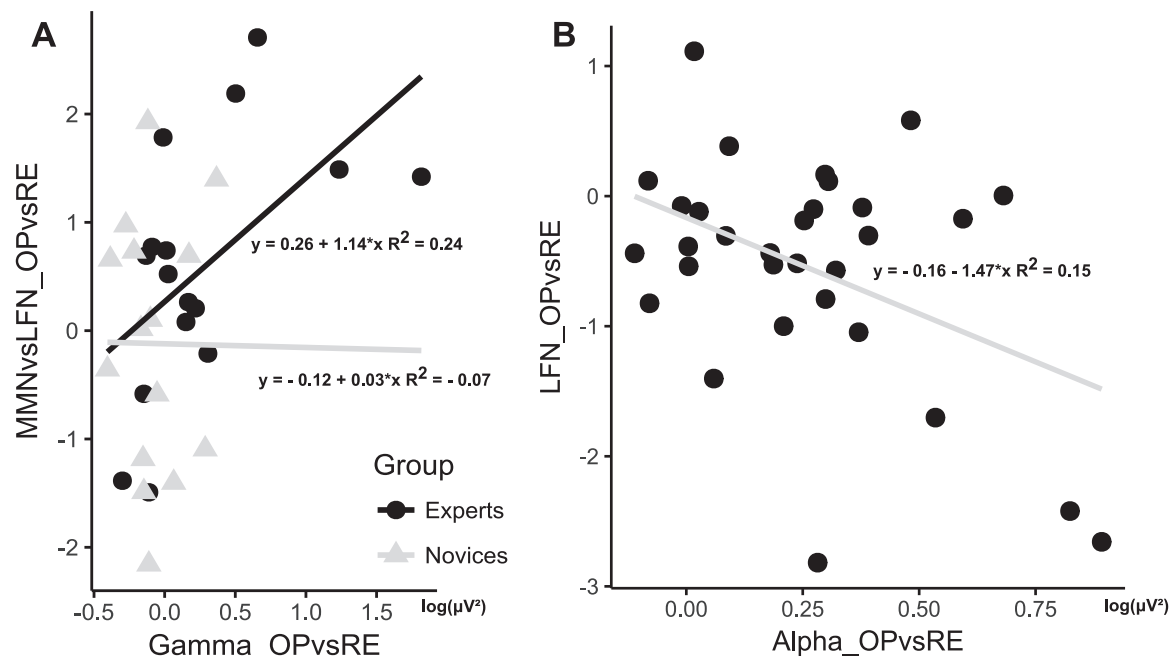 A
MMNvsLFN_OPvsRE
2
1
0
-1
-2
y = 0.26 + 1.14*x R² = 0.24
y = - 0.12 + 0.03*x R² = - 0.07
Group
Experts
Novices
-0.5 0.0 0.5 1.0 1.5 log(μV²)
Gamma_OPvsRE
B
LFN_OPvsRE
1
0
-1
-2
-3
y = - 0.16 - 1.47*x R² = 0.15
0.00 0.25 0.50 0.75 log(μV²)
Alpha_OPvsRE